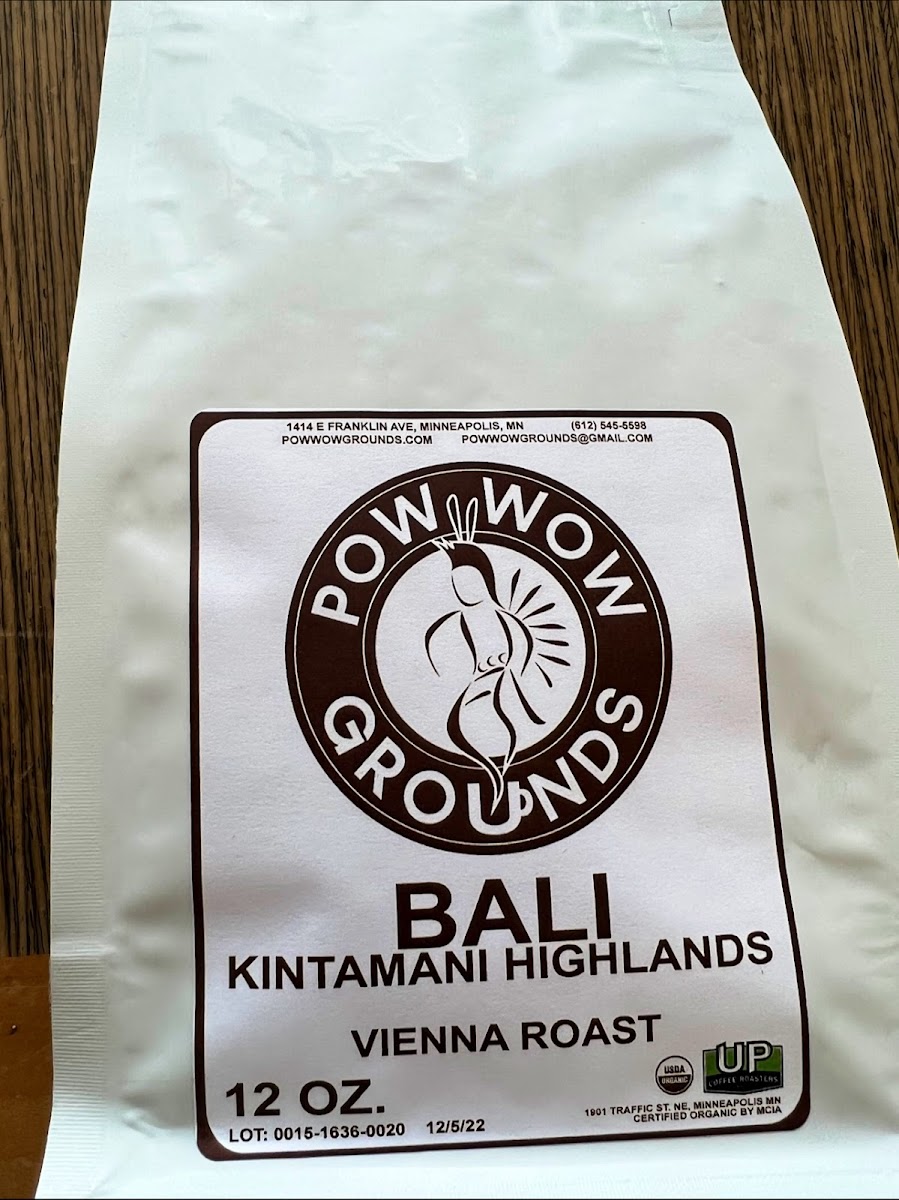 1414 E FRANKLIN AVE, MINNEAPOLIS, MN (612) 545-5598
POWWOWGROUNDS.COM POWWOWGROUNDS@GMAIL.COM
POW WOW
GROUNDS
BALI
KINTAMANI HIGHLANDS
VIENNA ROAST
USDA
ORGANIC
UP
COFFEE ROASTERS
12 OZ.
1901 TRAFFIC ST. NE, MINNEAPOLIS MN
CERTIFIED ORGANIC BY MCIA
LOT: 0015-1636-0020 12/5/22